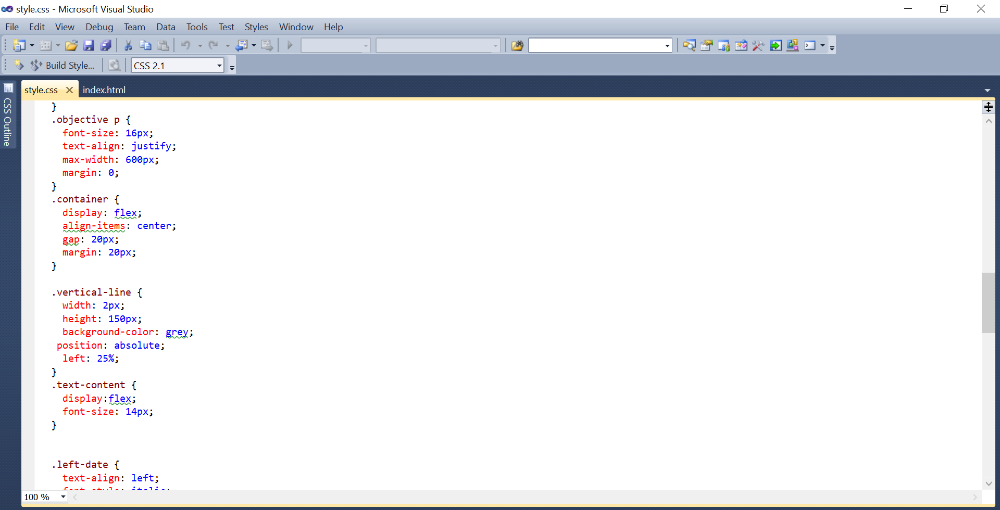 style.css - Microsoft Visual Studio
File Edit View Debug Team Data Tools Test Styles Window Help
Build Style...
CSS 2.1
CSS Outline
style.css
index.html
}
.objective p {
font-size: 16px;
text-align: justify;
max-width: 600px;
margin: 0;
}
.container {
display: flex;
align-items: center;
gap: 20px;
margin: 20px;
}
.vertical-line {
width: 2px;
height: 150px;
background-color: grey;
position: absolute;
left: 25%;
}
.text-content {
display:flex;
font-size: 14px;
}
.left-date {
text-align: left;
font-style: italic;
100 %